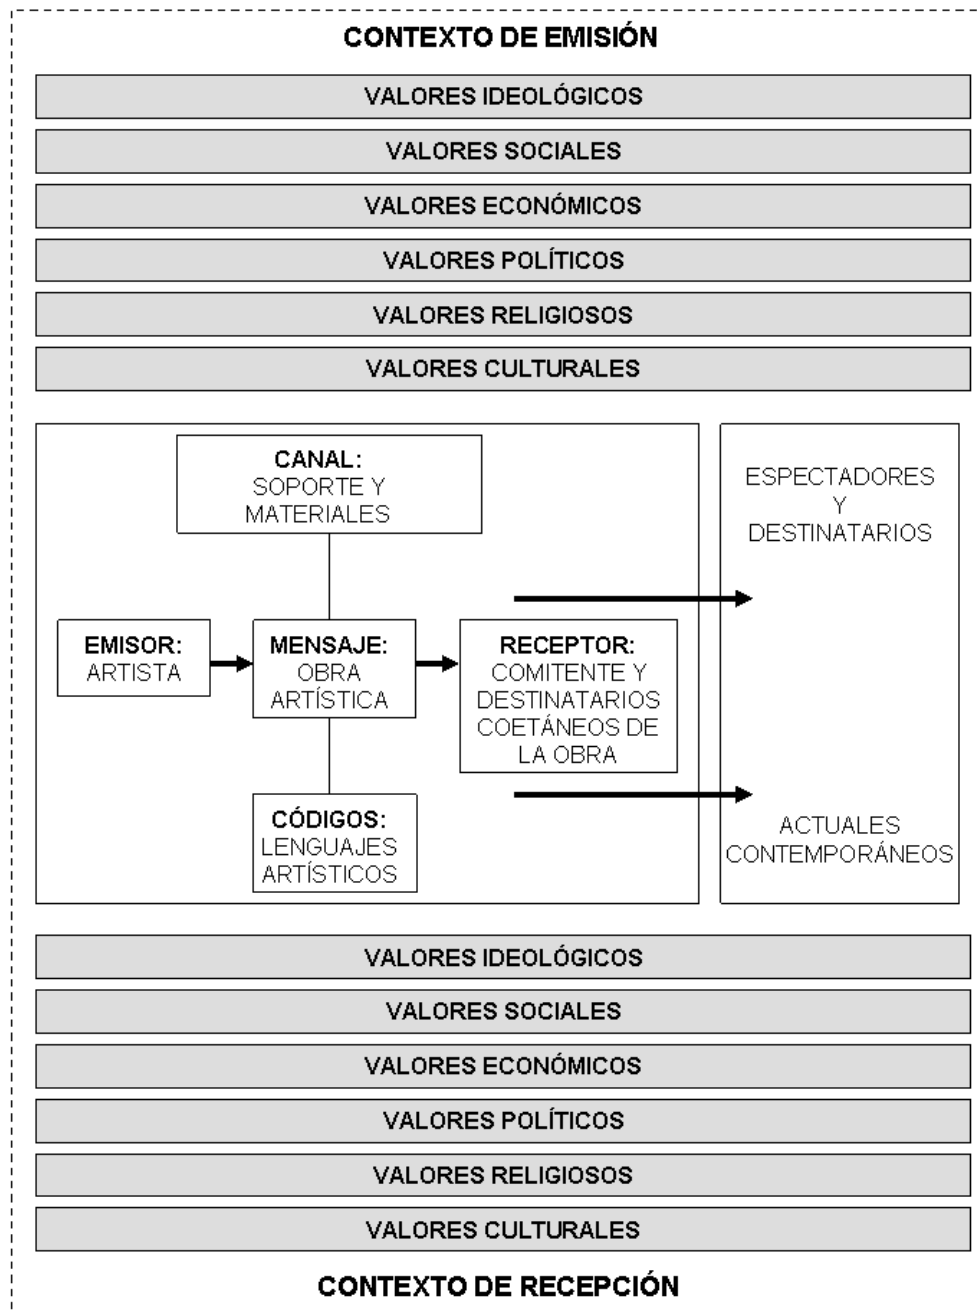 CONTEXTO DE EMISIÓN
VALORES IDEOLÓGICOS
VALORES SOCIALES
VALORES ECONÓMICOS
VALORES POLÍTICOS
VALORES RELIGIOSOS
VALORES CULTURALES
CANAL:
SOPORTE Y
MATERIALES
EMISOR:
ARTISTA
MENSAJE:
OBRA
ARTÍSTICA
RECEPTOR:
COMITENTE Y
DESTINATARIOS
COETÁNEOS DE
LA OBRA
CÓDIGOS:
LENGUAJES
ARTÍSTICOS
ESPECTADORES
Y
DESTINATARIOS
ACTUALES
CONTEMPORÁNEOS
VALORES IDEOLÓGICOS
VALORES SOCIALES
VALORES ECONÓMICOS
VALORES POLÍTICOS
VALORES RELIGIOSOS
VALORES CULTURALES
CONTEXTO DE RECEPCIÓN